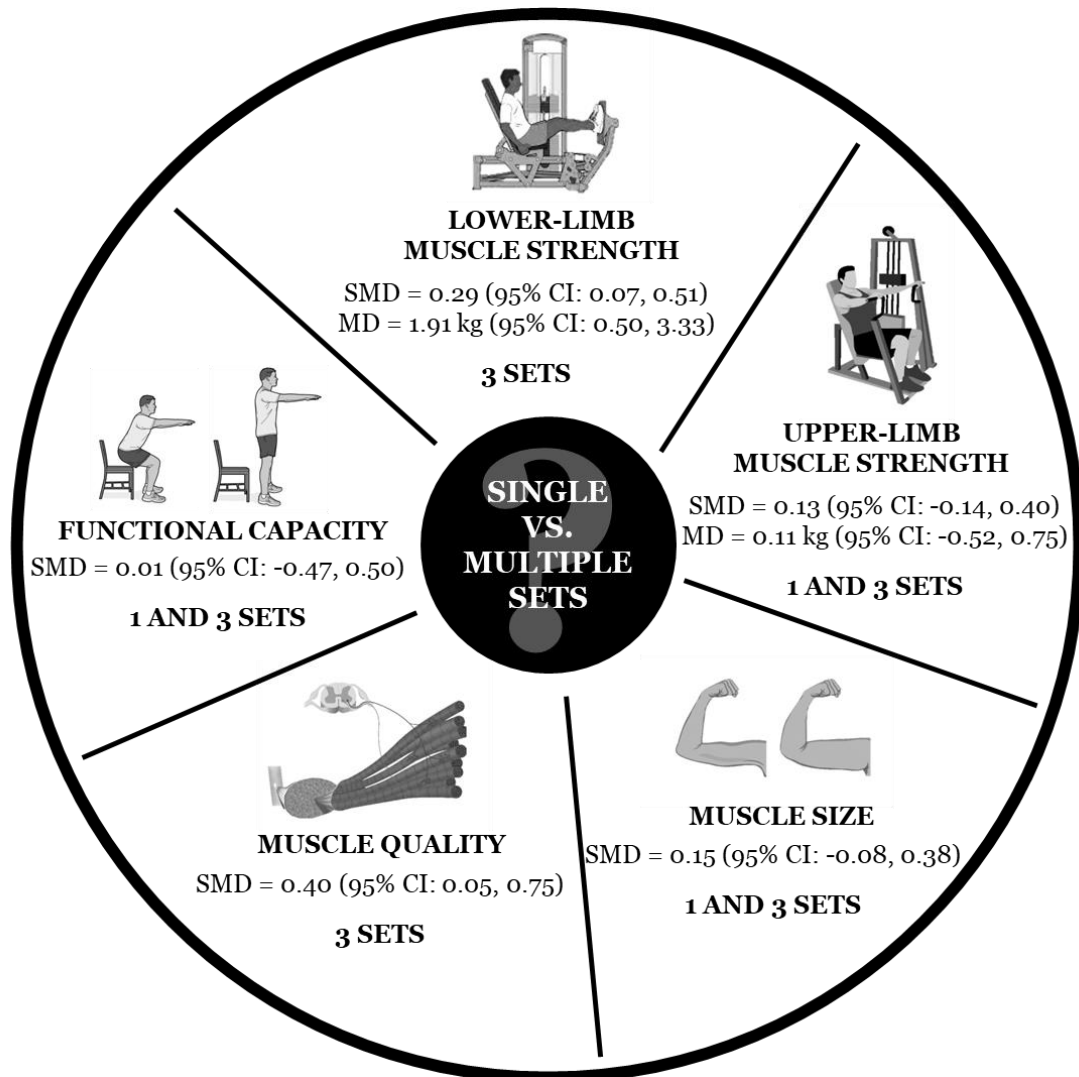 LOWER-LIMB
MUSCLE STRENGTH
SMD = 0.29 (95% CI: 0.07, 0.51)
MD = 1.91 kg (95% CI: 0.50, 3.33)
3 SETS
UPPER-LIMB
MUSCLE STRENGTH
SMD = 0.13 (95% CI: -0.14, 0.40)
MD = 0.11 kg (95% CI: -0.52, 0.75)
1 AND 3 SETS
MUSCLE SIZE
SMD = 0.15 (95% CI: -0.08, 0.38)
1 AND 3 SETS
MUSCLE QUALITY
SMD = 0.40 (95% CI: 0.05, 0.75)
3 SETS
FUNCTIONAL CAPACITY
SMD = 0.01 (95% CI: -0.47, 0.50)
1 AND 3 SETS
?
SINGLE
VS.
MULTIPLE
SETS